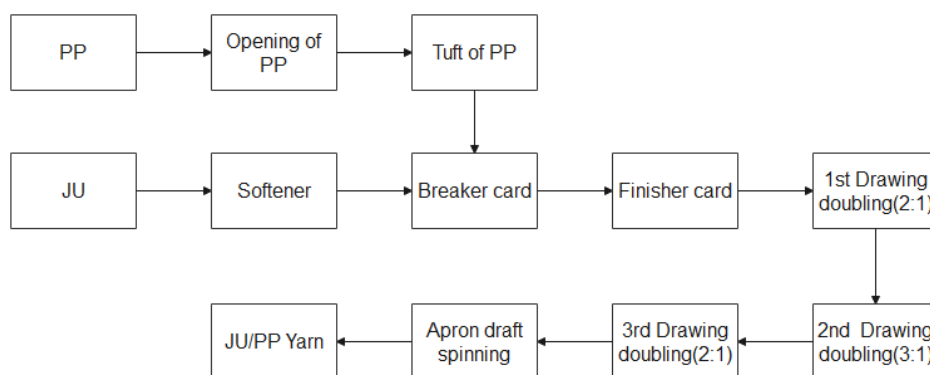 PP
Opening of
PP
Tuft of PP
JU
Softener
Breaker card
Finisher card
1st Drawing
doubling(2:1)
JU/PP Yarn
Apron draft
spinning
3rd Drawing
doubling(2:1)
2nd  Drawing
doubling(3:1)